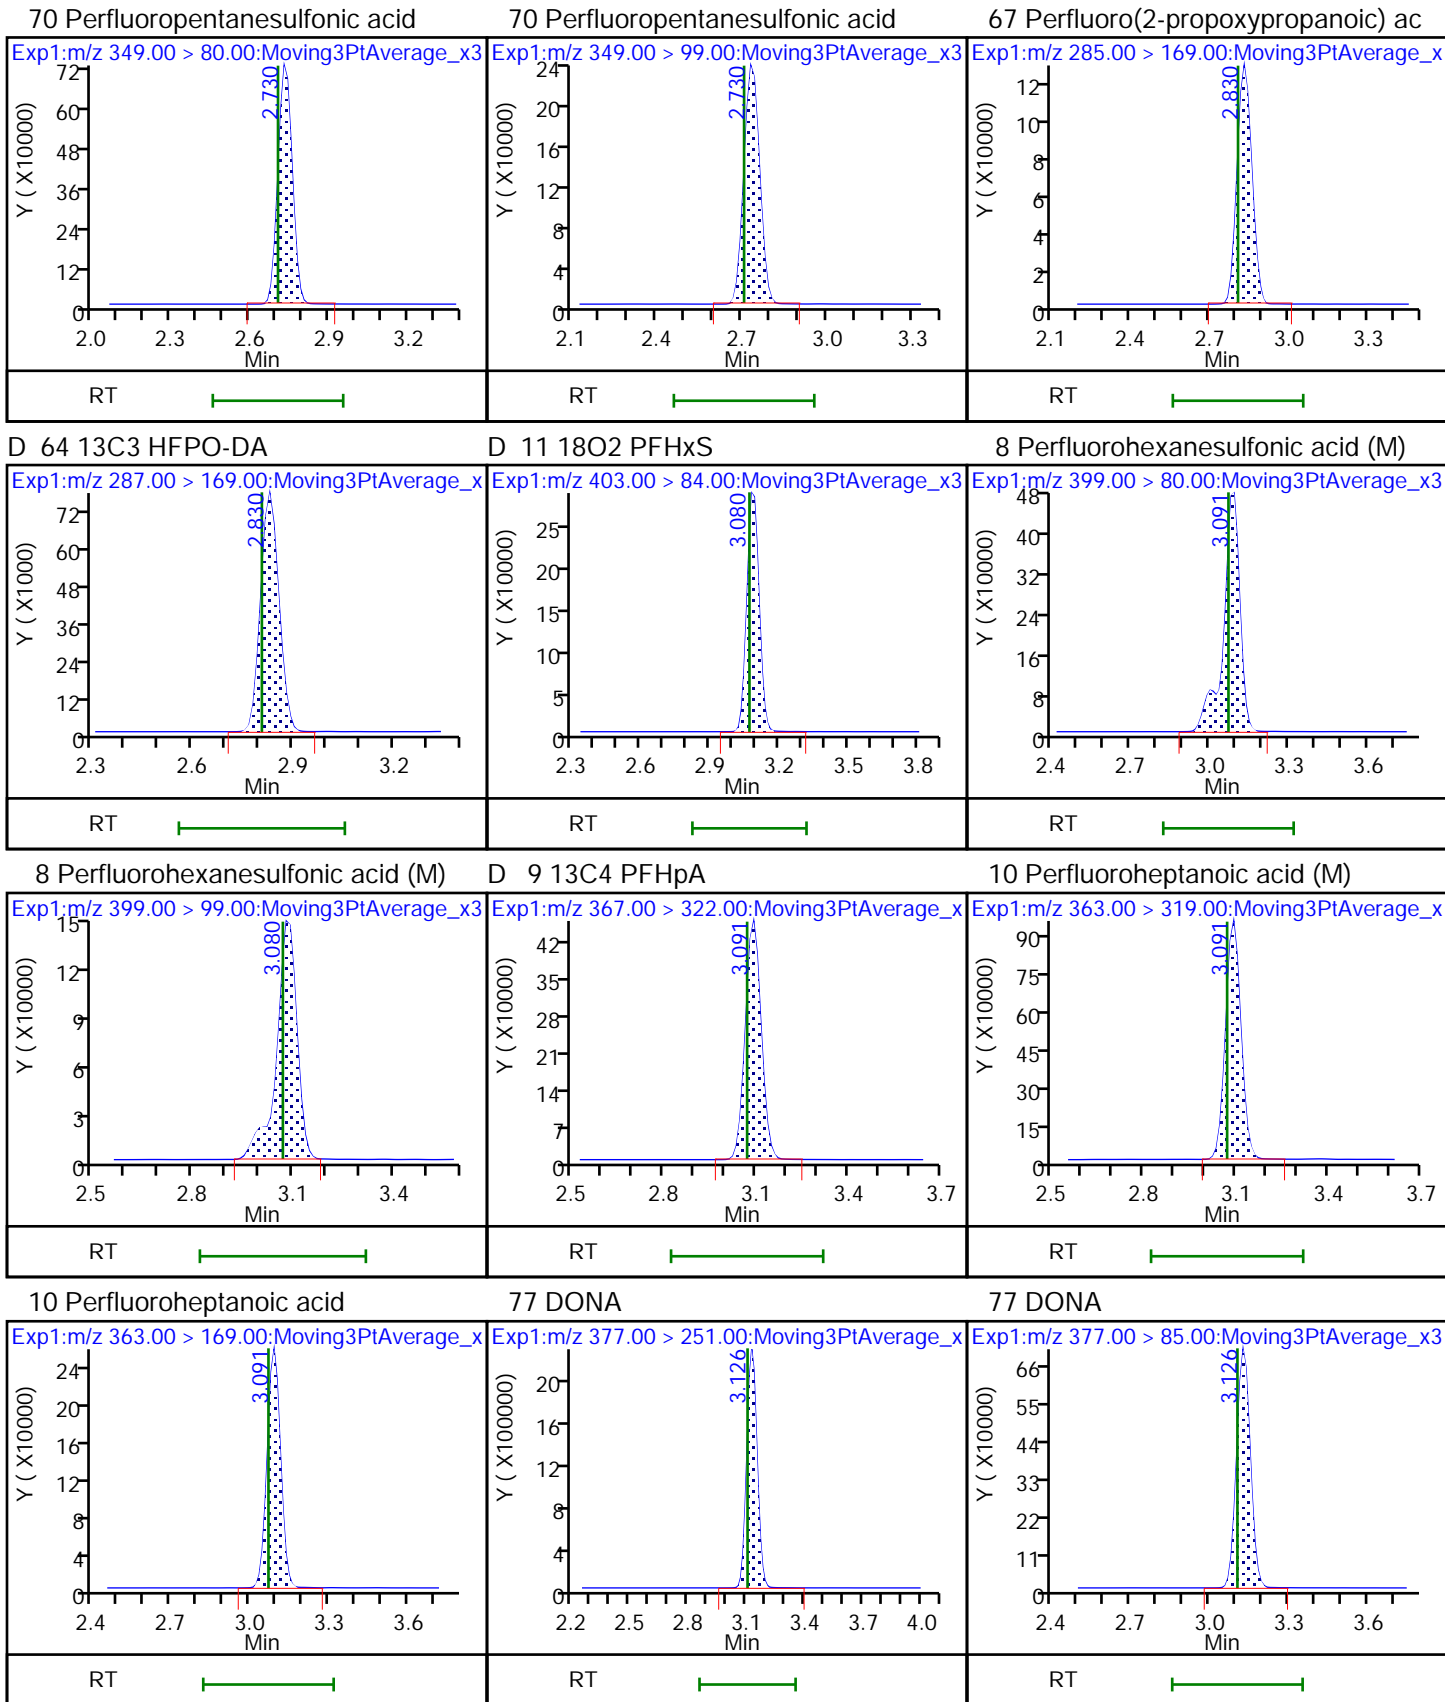 70 Perfluoropentanesulfonic acid
Exp1:m/z 349.00 > 80.00:Moving3PtAverage_x3
2.730
Y ( X10000)
72
60
48
36
24
12
0
2.0 2.3 2.6 2.9 3.2
Min
RT
70 Perfluoropentanesulfonic acid
Exp1:m/z 349.00 > 99.00:Moving3PtAverage_x3
2.730
Y ( X10000)
24
20
16
12
8
4
0
2.1 2.4 2.7 3.0 3.3
Min
RT
67 Perfluoro(2-propoxypropanoic) ac
Exp1:m/z 285.00 > 169.00:Moving3PtAverage_x
2.830
Y ( X10000)
12
10
8
6
4
2
0
2.1 2.4 2.7 3.0 3.3
Min
RT
D 64 13C3 HFPO-DA
Exp1:m/z 287.00 > 169.00:Moving3PtAverage_x
2.830
Y ( X10000)
72
60
48
36
24
12
0
2.3 2.6 2.9 3.2
Min
RT
D 11 18O2 PFHxS
Exp1:m/z 403.00 > 84.00:Moving3PtAverage_x3
3.080
Y ( X10000)
25
20
15
10
5
0
2.3 2.6 2.9 3.2 3.5 3.8
Min
RT
8 Perfluorohexanesulfonic acid (M)
Exp1:m/z 399.00 > 80.00:Moving3PtAverage_x3
3.091
Y ( X10000)
48
40
32
24
16
8
0
2.4 2.7 3.0 3.3 3.6
Min
RT
8 Perfluorohexanesulfonic acid (M)
Exp1:m/z 399.00 > 99.00:Moving3PtAverage_x3
3.080
Y ( X10000)
15
12
9
6
3
0
2.5 2.8 3.1 3.4
Min
RT
D 9 13C4 PFHpA
Exp1:m/z 367.00 > 322.00:Moving3PtAverage_x
3.091
Y ( X10000)
42
35
28
21
14
7
0
2.5 2.8 3.1 3.4 3.7
Min
RT
10 Perfluoroheptanoic acid (M)
Exp1:m/z 363.00 > 319.00:Moving3PtAverage_x
3.091
Y ( X10000)
90
75
60
45
30
15
0
2.5 2.8 3.1 3.4 3.7
Min
RT
10 Perfluoroheptanoic acid
Exp1:m/z 363.00 > 169.00:Moving3PtAverage_x
3.091
Y ( X10000)
24
20
16
12
8
4
0
2.4 2.7 3.0 3.3 3.6
Min
RT
77 DONA
Exp1:m/z 377.00 > 251.00:Moving3PtAverage_x
3.126
Y ( X100000)
20
16
12
8
4
0
2.2 2.5 2.8 3.1 3.4 3.7 4.0
Min
RT
77 DONA
Exp1:m/z 377.00 > 85.00:Moving3PtAverage_x3
3.126
Y ( X10000)
66
55
44
33
22
11
0
2.4 2.7 3.0 3.3 3.6
Min
RT